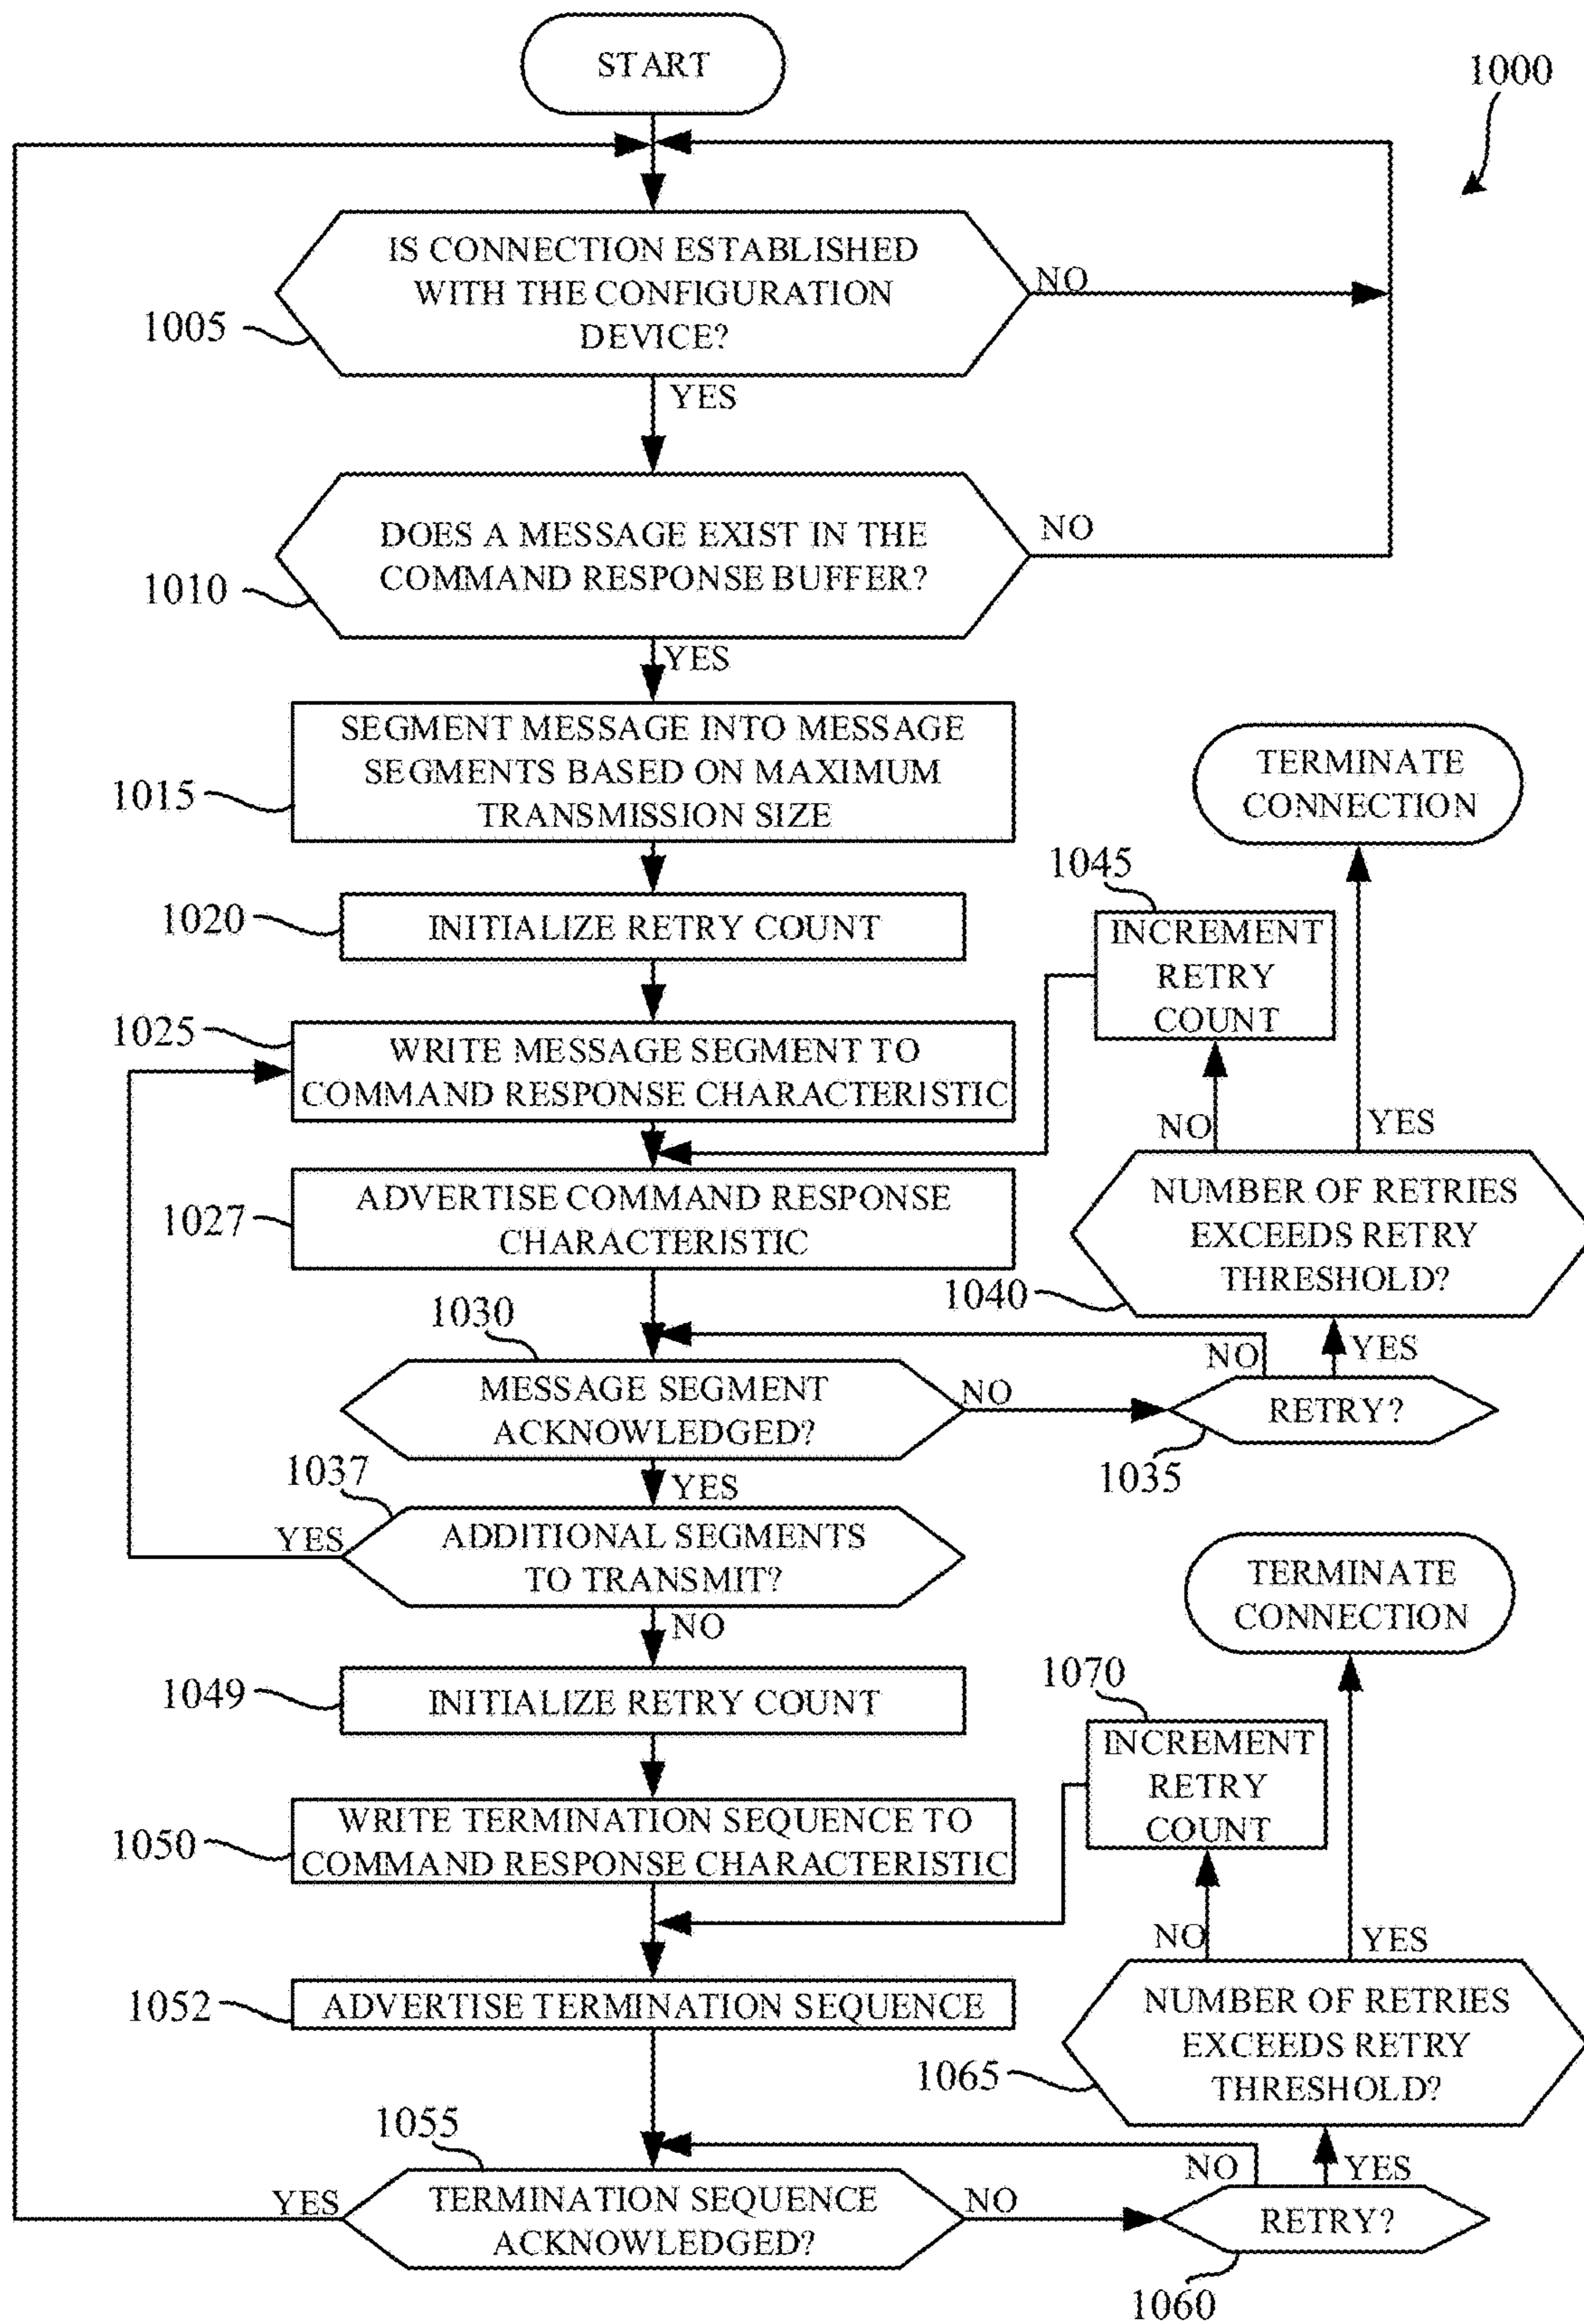 START
1000
IS CONNECTION ESTABLISHED
WITH THE CONFIGURATION
DEVICE?
NO
1005
YES
DOES A MESSAGE EXIST IN THE
COMMAND RESPONSE BUFFER?
NO
1010
YES
SEGMENT MESSAGE INTO MESSAGE
SEGMENTS BASED ON MAXIMUM
TRANSMISSION SIZE
1015
TERMINATE
CONNECTION
1020
INITIALIZE RETRY COUNT
1045
INCREMENT
RETRY
COUNT
1025
WRITE MESSAGE SEGMENT TO
COMMAND RESPONSE CHARACTERISTIC
NO
YES
1027
ADVERTISE COMMAND RESPONSE
CHARACTERISTIC
NUMBER OF RETRIES
EXCEEDS RETRY
THRESHOLD?
1040
1030
NO
YES
MESSAGE SEGMENT
ACKNOWLEDGED?
NO
RETRY?
1035
1037
YES
YES
ADDITIONAL SEGMENTS
TO TRANSMIT?
NO
TERMINATE
CONNECTION
1049
INITIALIZE RETRY COUNT
1070
INCREMENT
RETRY
COUNT
1050
WRITE TERMINATION SEQUENCE TO
COMMAND RESPONSE CHARACTERISTIC
NO
YES
1052
ADVERTISE TERMINATION SEQUENCE
NUMBER OF RETRIES
EXCEEDS RETRY
THRESHOLD?
1065
1055
NO
YES
YES
TERMINATION SEQUENCE
ACKNOWLEDGED?
NO
RETRY?
1060